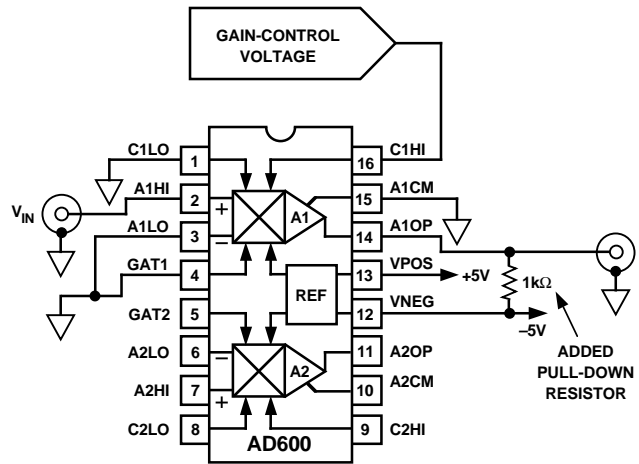 GAIN-CONTROL
VOLTAGE
C1LO
1
16
C1HI
A1HI
2
+
A1
15
A1CM
VIN
A1LO
3
–
14
A1OP
GAT1
4
REF
13
VPOS
+5V
1kΩ
GAT2
5
12
VNEG
–5V
A2LO
6
–
A2
11
A2OP
ADDED
PULL-DOWN
RESISTOR
A2HI
7
+
10
A2CM
C2LO
8
9
C2HI
AD600